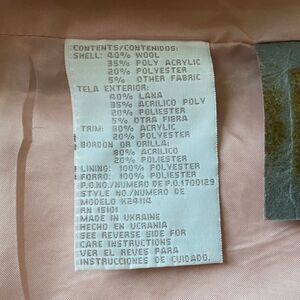 CONTENTS/CONTENIDOS:
SHELL: 40% WOOL
35% POLY ACRYLIC
20% POLYESTER
5% OTHER FABRIC
TELA EXTERIOR:
40% LANA
35% ACRILICO POLY
20% POLIESTER
5% OTRA FIBRA
TRIM: 80% ACRYLIC
20% POLYESTER
BORDON OR ORILLA:
80% ACRILICO
20% POLIESTER
LINING: 100% POLYESTER
FORRO: 100% POLIESTER
P.O.NO./NUMERO DE P.O.1700129
STYLE NO./NUMERO DE
MODELO K24114
RN 15101
MADE IN UKRAINE
HECHO EN UCRANIA
SEE REVERSE SIDE FOR
CARE INSTRUCTIONS
VER EL REVES PARA
INSTRUCCIONES DE CUIDADO.